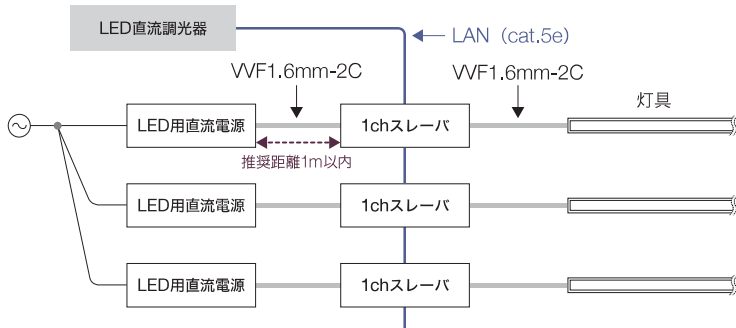 LED直流調光器
LAN（cat.5e）
VVF1.6mm-2C
VVF1.6mm-2C
灯具
LED用直流電源
1chスレーバ
推奨距離1m以内
LED用直流電源
1chスレーバ
LED用直流電源
1chスレーバ